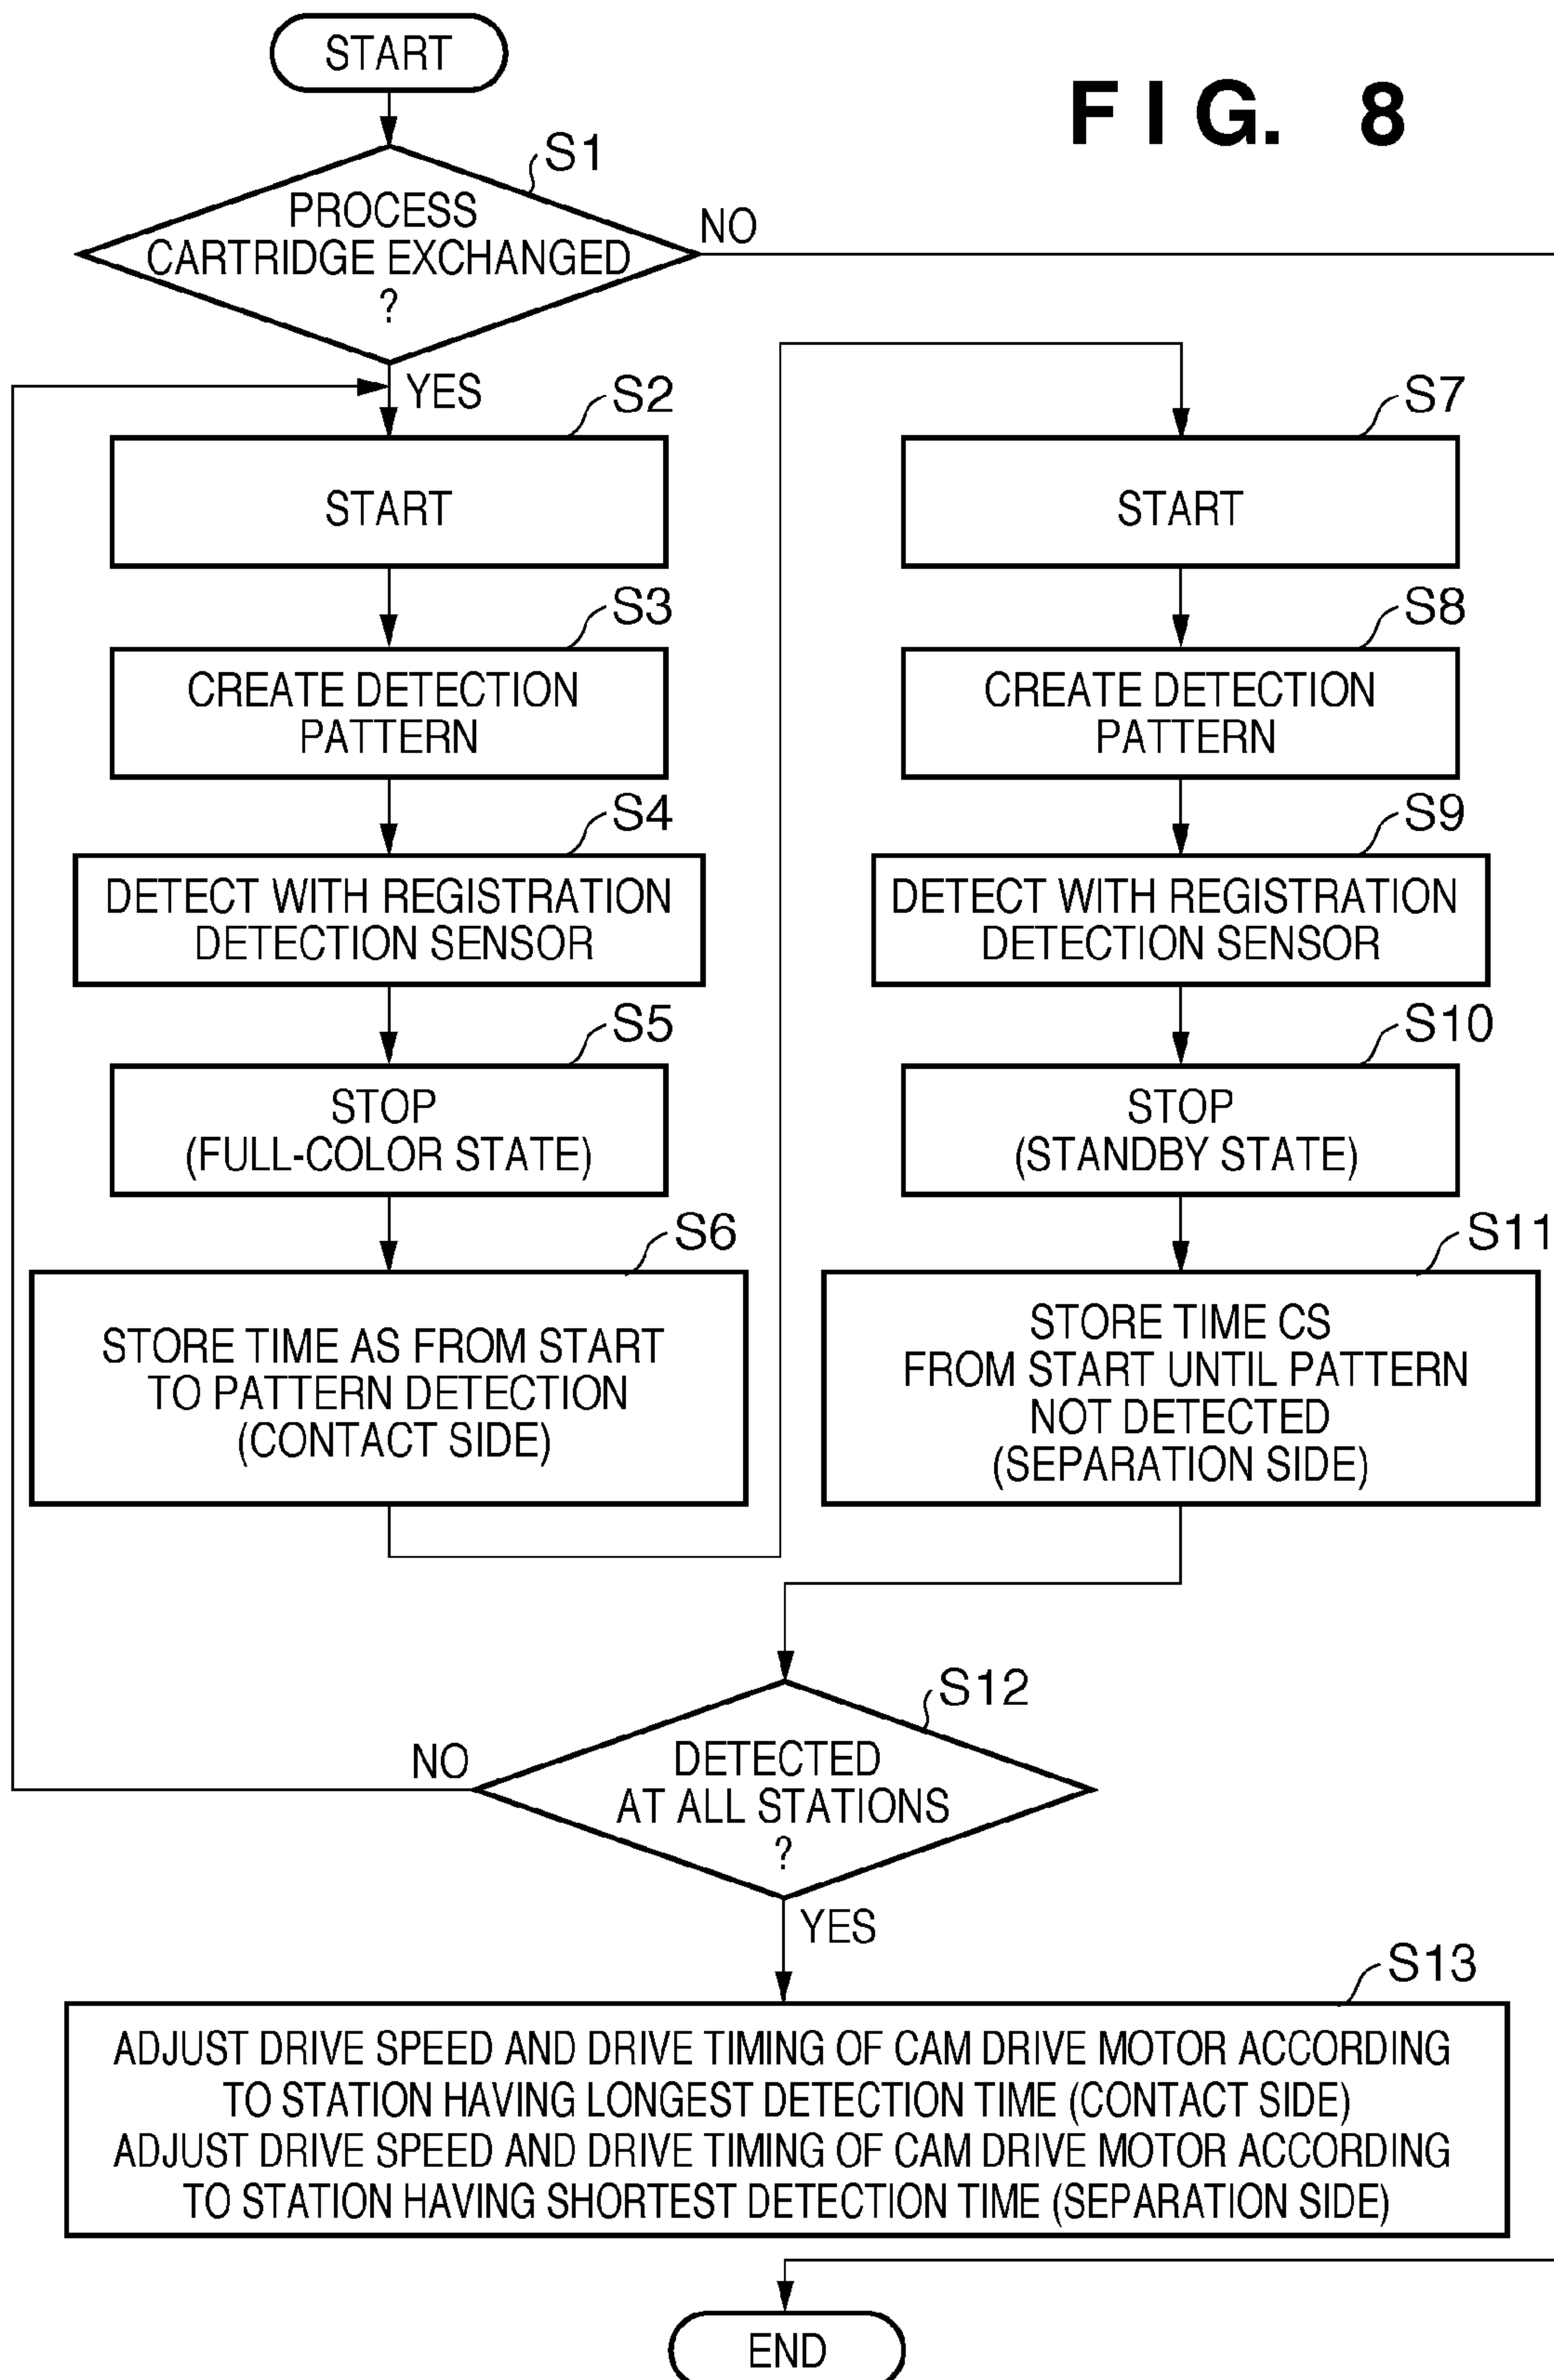 FIG. 8
START
S1
PROCESS
CARTRIDGE EXCHANGED
?
NO
YES
S2
START
S3
CREATE DETECTION
PATTERN
S4
DETECT WITH REGISTRATION
DETECTION SENSOR
S5
STOP
(FULL-COLOR STATE)
S6
STORE TIME AS FROM START
TO PATTERN DETECTION
(CONTACT SIDE)
S7
START
S8
CREATE DETECTION
PATTERN
S9
DETECT WITH REGISTRATION
DETECTION SENSOR
S10
STOP
(STANDBY STATE)
S11
STORE TIME CS
FROM START UNTIL PATTERN
NOT DETECTED
(SEPARATION SIDE)
S12
DETECTED
AT ALL STATIONS
?
NO
YES
S13
ADJUST DRIVE SPEED AND DRIVE TIMING OF CAM DRIVE MOTOR ACCORDING
TO STATION HAVING LONGEST DETECTION TIME (CONTACT SIDE)
ADJUST DRIVE SPEED AND DRIVE TIMING OF CAM DRIVE MOTOR ACCORDING
TO STATION HAVING SHORTEST DETECTION TIME (SEPARATION SIDE)
END